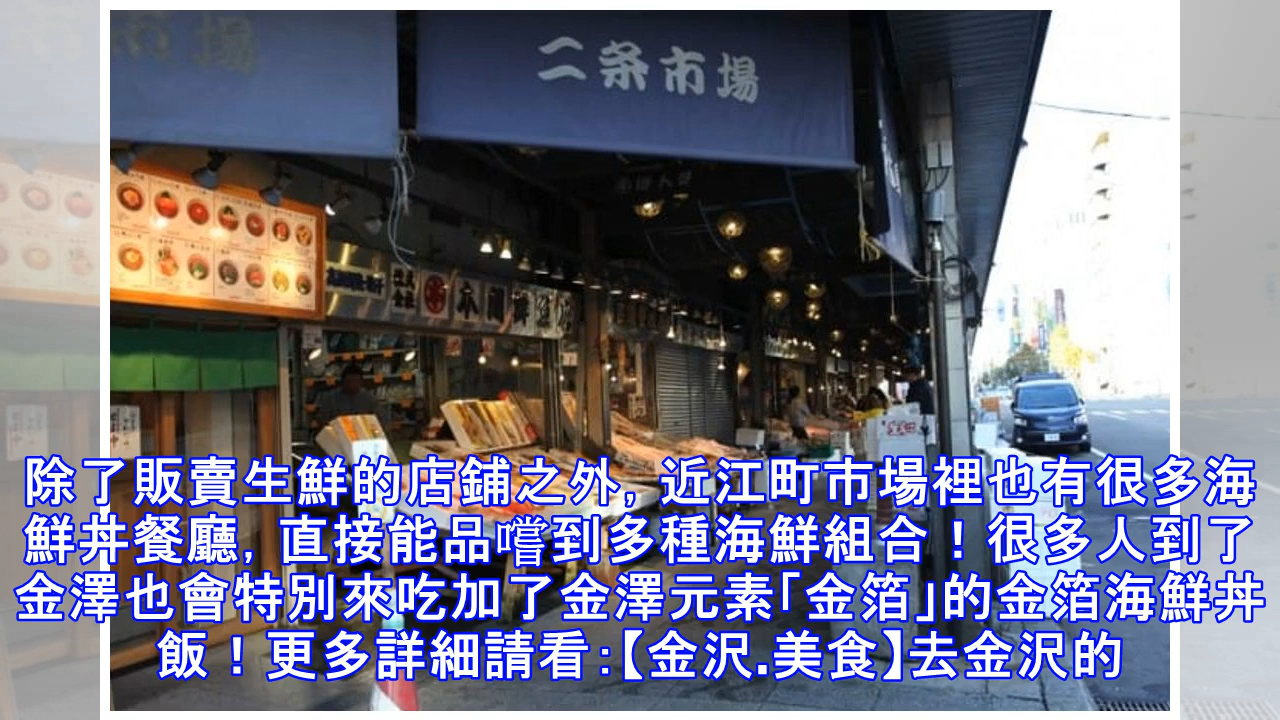 二条市場
除了販賣生鮮的店鋪之外, 近江町市場裡也有很多海
鮮丼餐廳, 直接能品嚐到多種海鮮組合！很多人到了
金澤也會特別來吃加了金澤元素「金箔」的金箔海鮮丼
飯！更多詳細請看:【金沢.美食】去金沢的